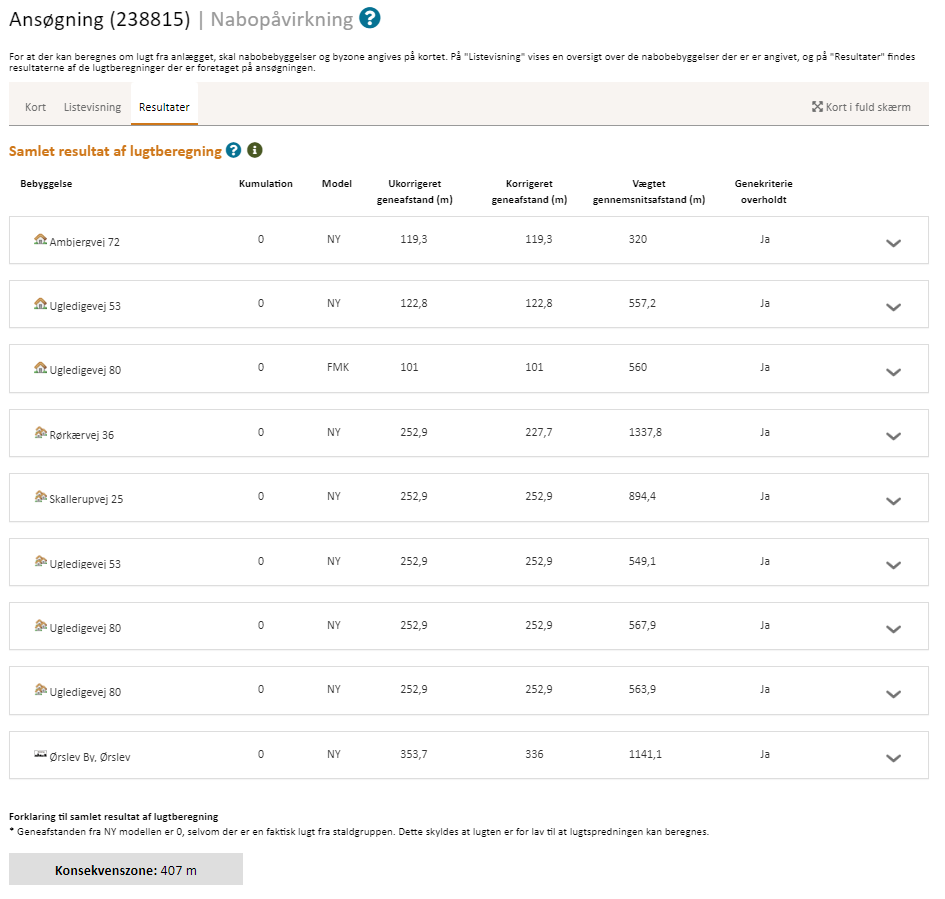 Ansøgning (238815) | Nabopåvirkning ?
For at der kan beregnes om lugt fra anlægget, skal nabobebyggelser og byzone angives på kortet. På "Listevisning" vises en oversigt over de nabobebyggelser der er er angivet, og på "Resultater" findes
resultaterne af de lugtberegninger der er foretaget på ansøgningen.
Kort Listevisning Resultater Kort i fuld skærm
Samlet resultat af lugtberegning ? i
Bebyggelse Kumulation Model Ukorrigeret geneafstand (m) Korrigeret geneafstand (m) Vægtet gennemsnitsafstand (m) Genekriterie overholdt
Ambjergvej 72 0 NY 119,3 119,3 320 Ja
Ugledigevej 53 0 NY 122,8 122,8 557,2 Ja
Ugledigevej 80 0 FMK 101 101 560 Ja
Rørkærvej 36 0 NY 252,9 227,7 1337,8 Ja
Skallerupvej 25 0 NY 252,9 252,9 894,4 Ja
Ugledigevej 53 0 NY 252,9 252,9 549,1 Ja
Ugledigevej 80 0 NY 252,9 252,9 567,9 Ja
Ugledigevej 80 0 NY 252,9 252,9 563,9 Ja
Ørslev By, Ørslev 0 NY 353,7 336 1141,1 Ja
Forklaring til samlet resultat af lugtberegning
* Geneafstanden fra NY modellen er 0, selvom der er en faktisk lugt fra staldgruppen. Dette skyldes at lugten er for lav til at lugtspredningen kan beregnes.
Konsekvenszone: 407 m